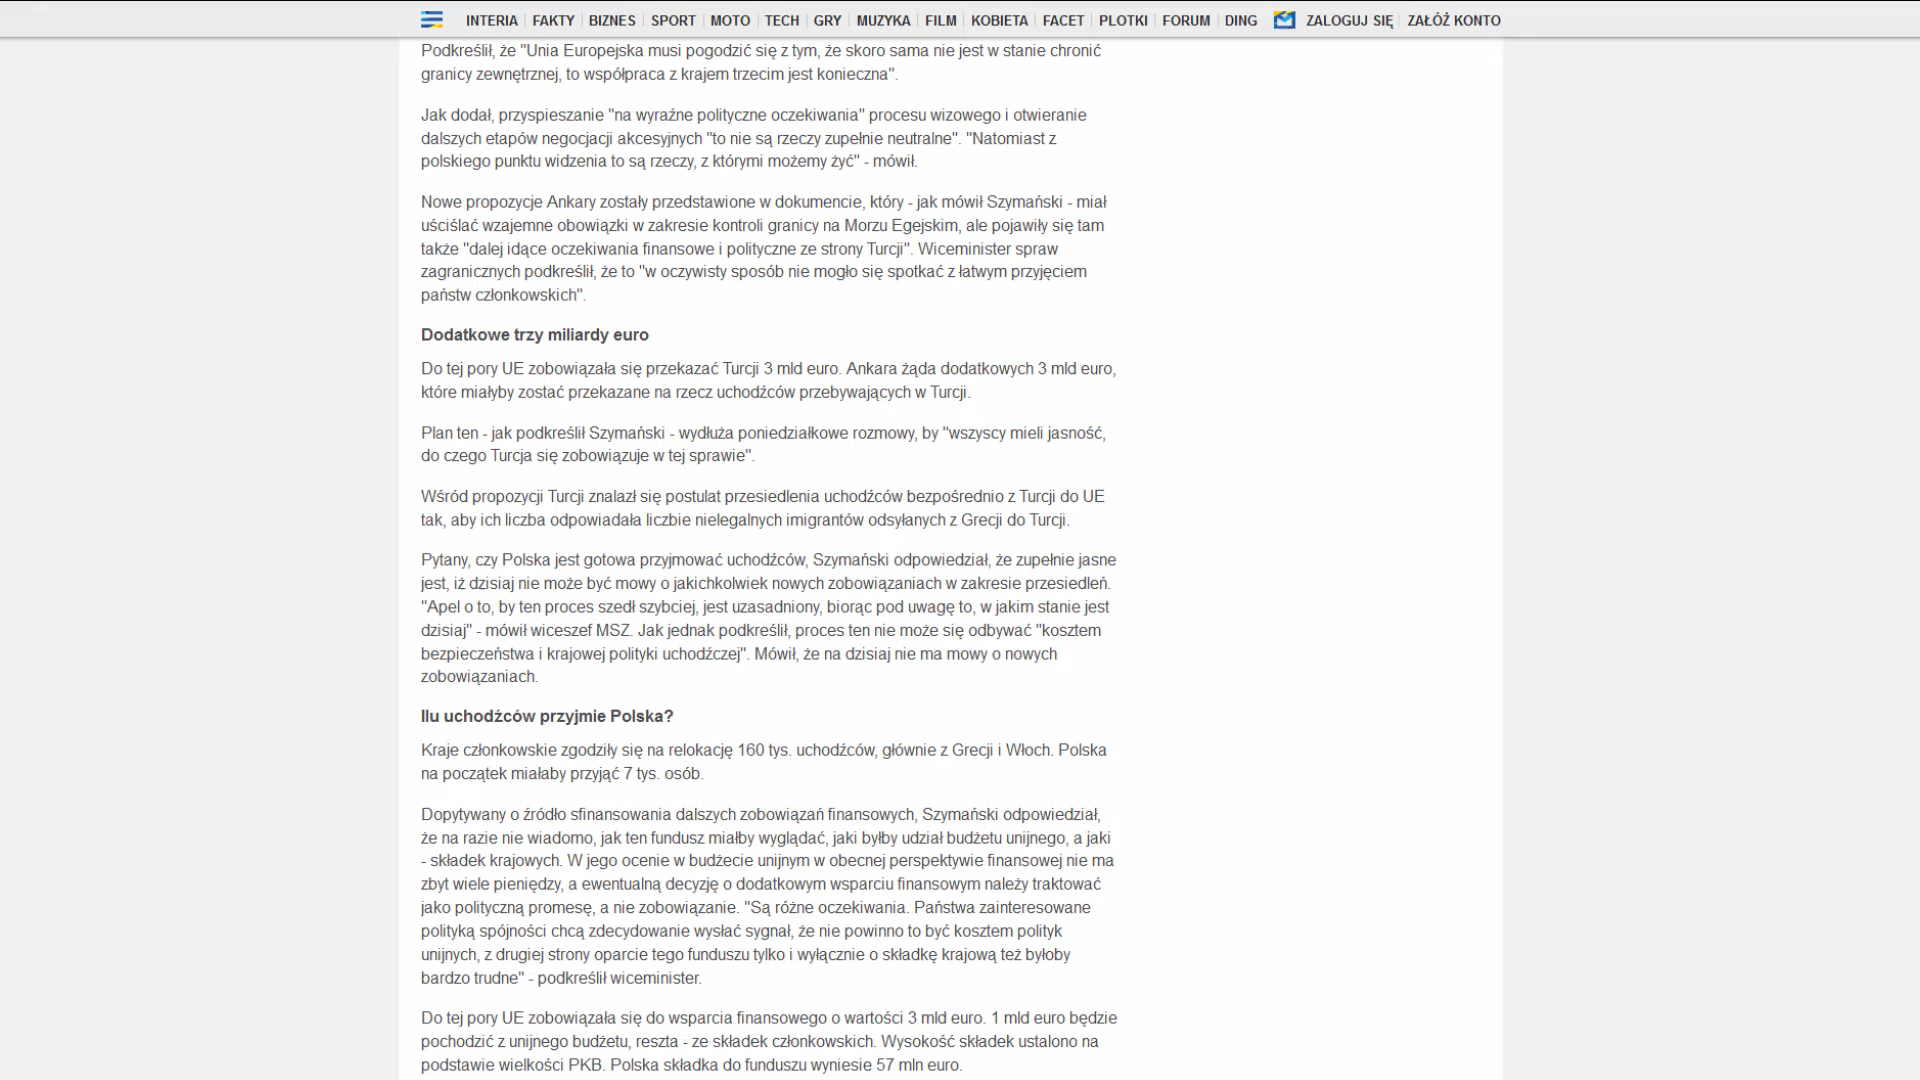 INTERIA FAKTY BIZNES SPORT MOTO TECH GRY MUZYKA FILM KOBIETA FACET PLOTKI FORUM DING ZALOGUJ SIĘ ZAŁÓŻ KONTO
Podkreślił, że "Unia Europejska musi pogodzić się z tym, że skoro sama nie jest w stanie chronić
granicy zewnętrznej, to współpraca z krajem trzecim jest konieczna".
Jak dodał, przyspieszanie "na wyraźne polityczne oczekiwania" procesu wizowego i otwieranie
dalszych etapów negocjacji akcesyjnych "to nie są rzeczy zupełnie neutralne". "Natomiast z
polskiego punktu widzenia to są rzeczy, z którymi możemy żyć" - mówił.
Nowe propozycje Ankary zostały przedstawione w dokumencie, który - jak mówił Szymański - miał
uściślać wzajemne obowiązki w zakresie kontroli granicy na Morzu Egejskim, ale pojawiły się tam
także "dalej idące oczekiwania finansowe i polityczne ze strony Turcji". Wiceminister spraw
zagranicznych podkreślił, że to "w oczywisty sposób nie mogło się spotkać z łatwym przyjęciem
państw członkowskich".
Dodatkowe trzy miliardy euro
Do tej pory UE zobowiązała się przekazać Turcji 3 mld euro. Ankara żąda dodatkowych 3 mld euro,
które miałyby zostać przekazane na rzecz uchodźców przebywających w Turcji.
Plan ten - jak podkreślił Szymański - wydłuża poniedziałkowe rozmowy, by "wszyscy mieli jasność,
do czego Turcja się zobowiązuje w tej sprawie".
Wśród propozycji Turcji znalazł się postulat przesiedlenia uchodźców bezpośrednio z Turcji do UE
tak, aby ich liczba odpowiadała liczbie nielegalnych imigrantów odsyłanych z Grecji do Turcji.
Pytany, czy Polska jest gotowa przyjmować uchodźców, Szymański odpowiedział, że zupełnie jasne
jest, iż dzisiaj nie może być mowy o jakichkolwiek nowych zobowiązaniach w zakresie przesiedleń.
"Apel o to, by ten proces szedł szybciej, jest uzasadniony, biorąc pod uwagę to, w jakim stanie jest
dzisiaj" - mówił wiceszef MSZ. Jak jednak podkreślił, proces ten nie może się odbywać "kosztem
bezpieczeństwa i krajowej polityki uchodźczej". Mówił, że na dzisiaj nie ma mowy o nowych
zobowiązaniach.
Ilu uchodźców przyjmie Polska?
Kraje członkowskie zgodziły się na relokację 160 tys. uchodźców, głównie z Grecji i Włoch. Polska
na początek miałaby przyjąć 7 tys. osób.
Dopytywany o źródło sfinansowania dalszych zobowiązań finansowych, Szymański odpowiedział,
że na razie nie wiadomo, jak ten fundusz miałby wyglądać, jaki byłby udział budżetu unijnego, a jaki
- składek krajowych. W jego ocenie w budżecie unijnym w obecnej perspektywie finansowej nie ma
zbyt wiele pieniędzy, a ewentualną decyzję o dodatkowym wsparciu finansowym należy traktować
jako polityczną promesę, a nie zobowiązanie. "Są różne oczekiwania. Państwa zainteresowane
polityką spójności chcą zdecydowanie wysłać sygnał, że nie powinno to być kosztem polityk
unijnych, z drugiej strony oparcie tego funduszu tylko i wyłącznie o składkę krajową też byłoby
bardzo trudne" - podkreślił wiceminister.
Do tej pory UE zobowiązała się do wsparcia finansowego o wartości 3 mld euro. 1 mld euro będzie
pochodzić z unijnego budżetu, reszta - ze składek członkowskich. Wysokość składek ustalono na
podstawie wielkości PKB. Polska składka do funduszu wyniesie 57 mln euro.